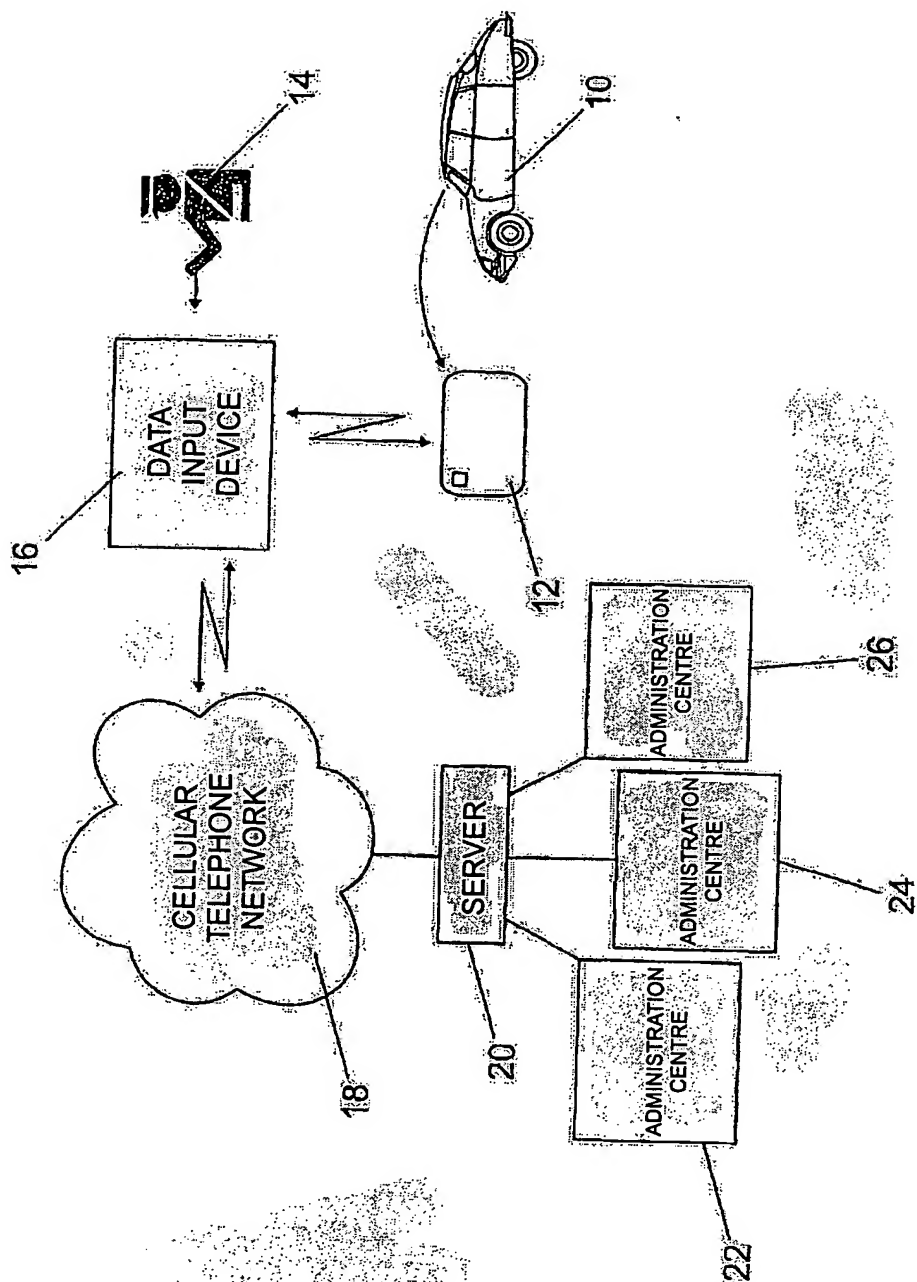 14
10
DATA
INPUT
DEVICE
16
12
CELLULAR
TELEPHONE
NETWORK
18
SERVER
20
ADMINISTRATION
CENTRE
26
ADMINISTRATION
CENTRE
24
ADMINISTRATION
CENTRE
22